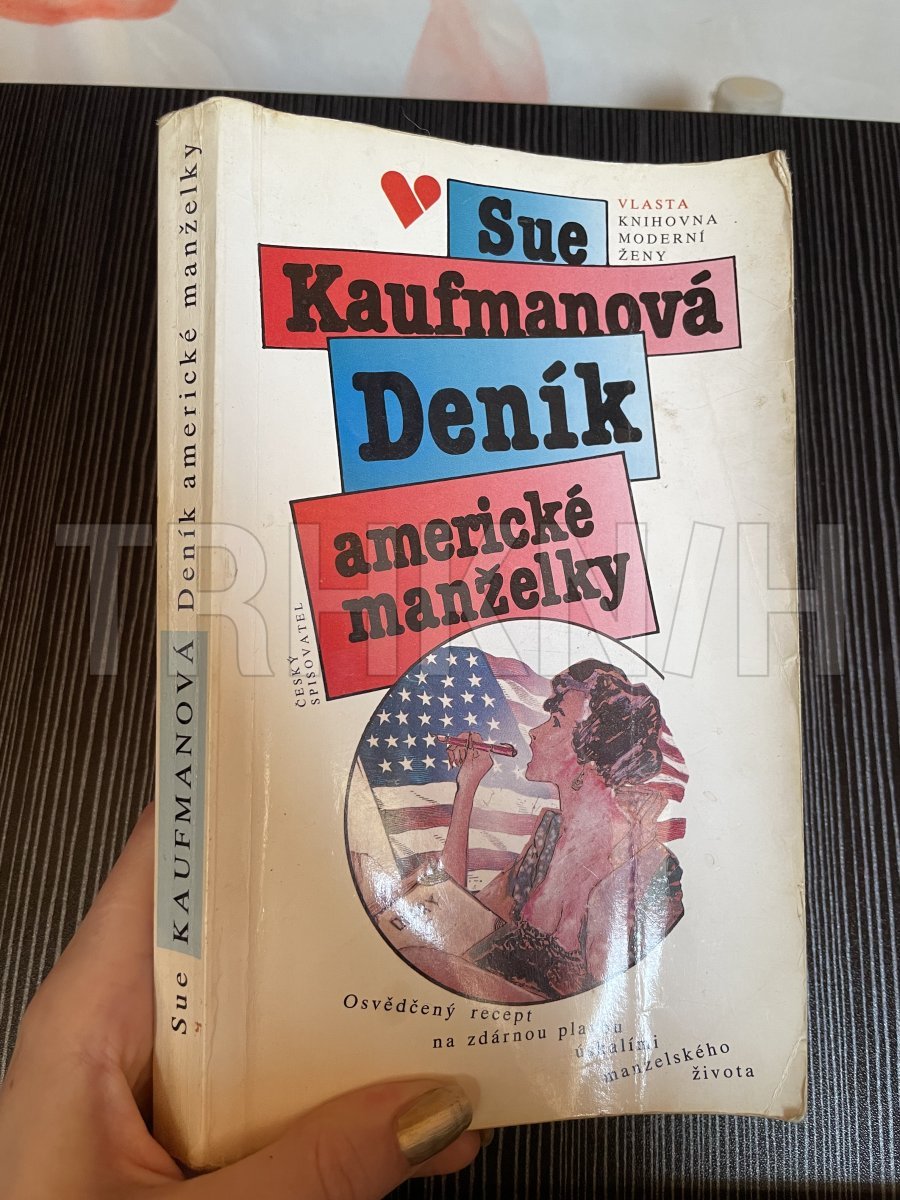 Sue
Kaufmanová
Deník
americké
manželky
VLASTA
KNIHOVNA
MODERNÍ
ŽENY
ČESKÝ
SPISOVATEL
DIARY
Osvědčený recept
na zdárnou plavbu
úskalími
manželského
života
Sue KAUFMANOVÁ Deník americké manželky